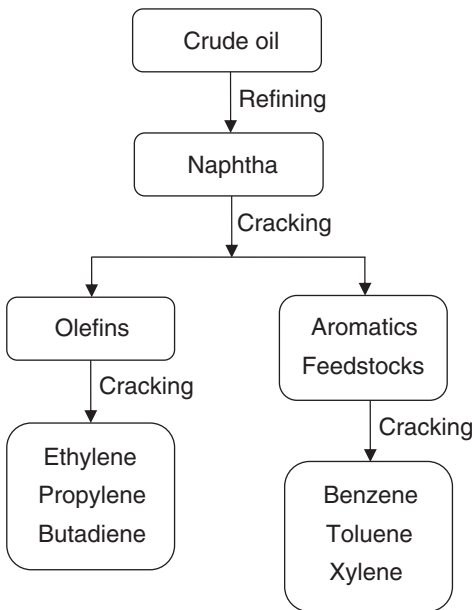 Crude oil
Refining
Naphtha
Cracking
Olefins
Aromatics
Feedstocks
Cracking
Cracking
Ethylene
Propylene
Butadiene
Benzene
Toluene
Xylene